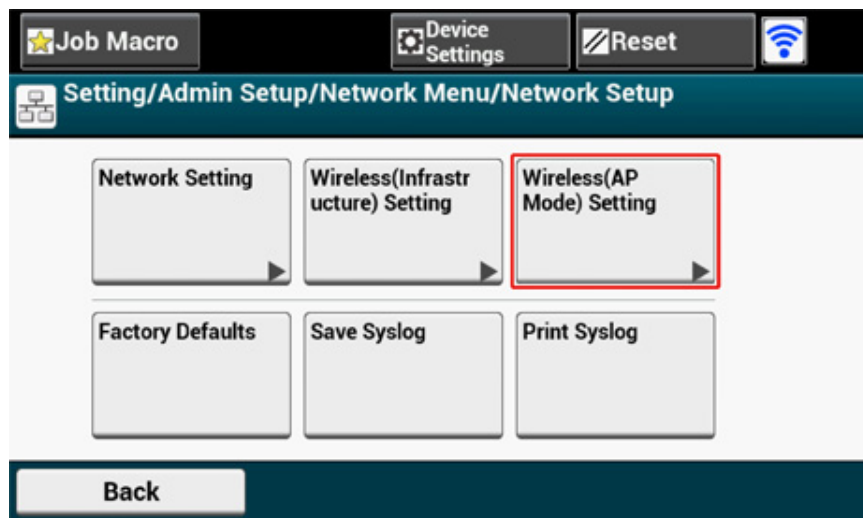 Job Macro
Device
Settings
Reset
Setting/Admin Setup/Network Menu/Network Setup
Network Setting
Wireless(Infrastr
ucture) Setting
Wireless(AP
Mode) Setting
Factory Defaults
Save Syslog
Print Syslog
Back